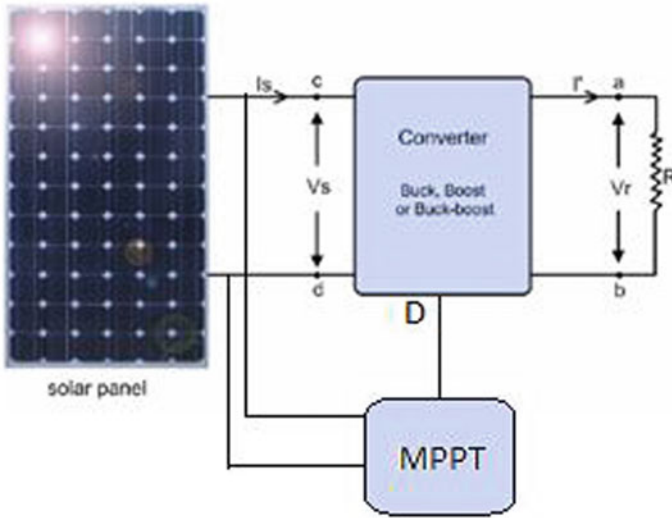 Is
c
I'
a
Converter
Buck, Boost
or Buck-boost
Vs
Vr
R
d
b
D
solar panel
MPPT